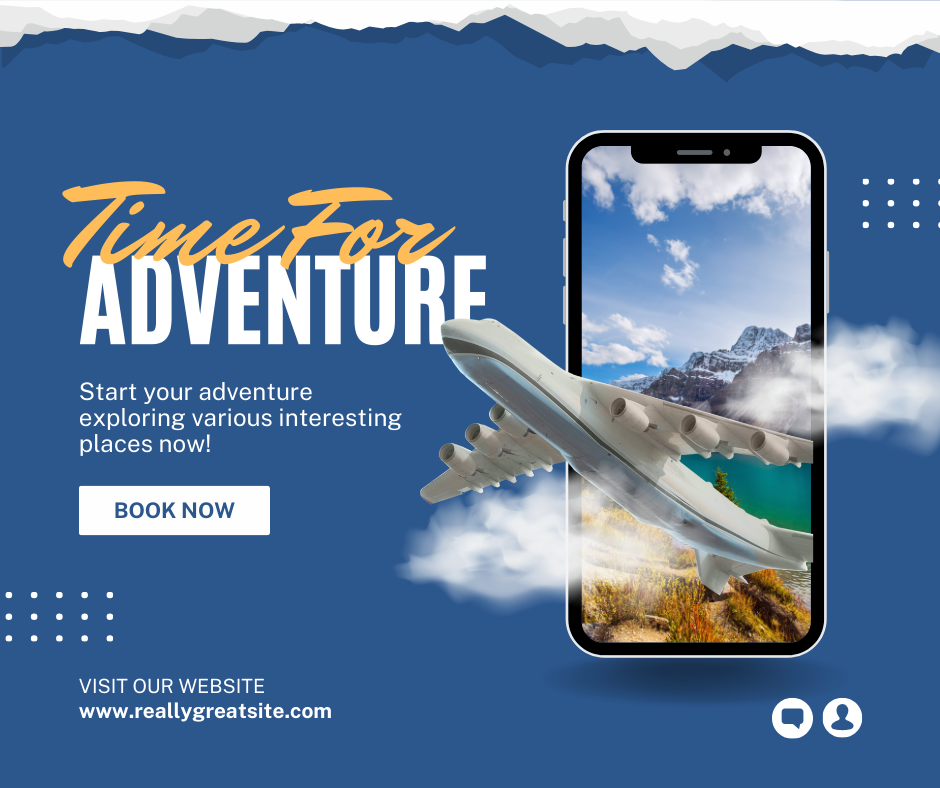 Time For
ADVENTURE
Start your adventure
exploring various interesting
places now!
BOOK NOW
VISIT OUR WEBSITE
www.reallygreatsite.com